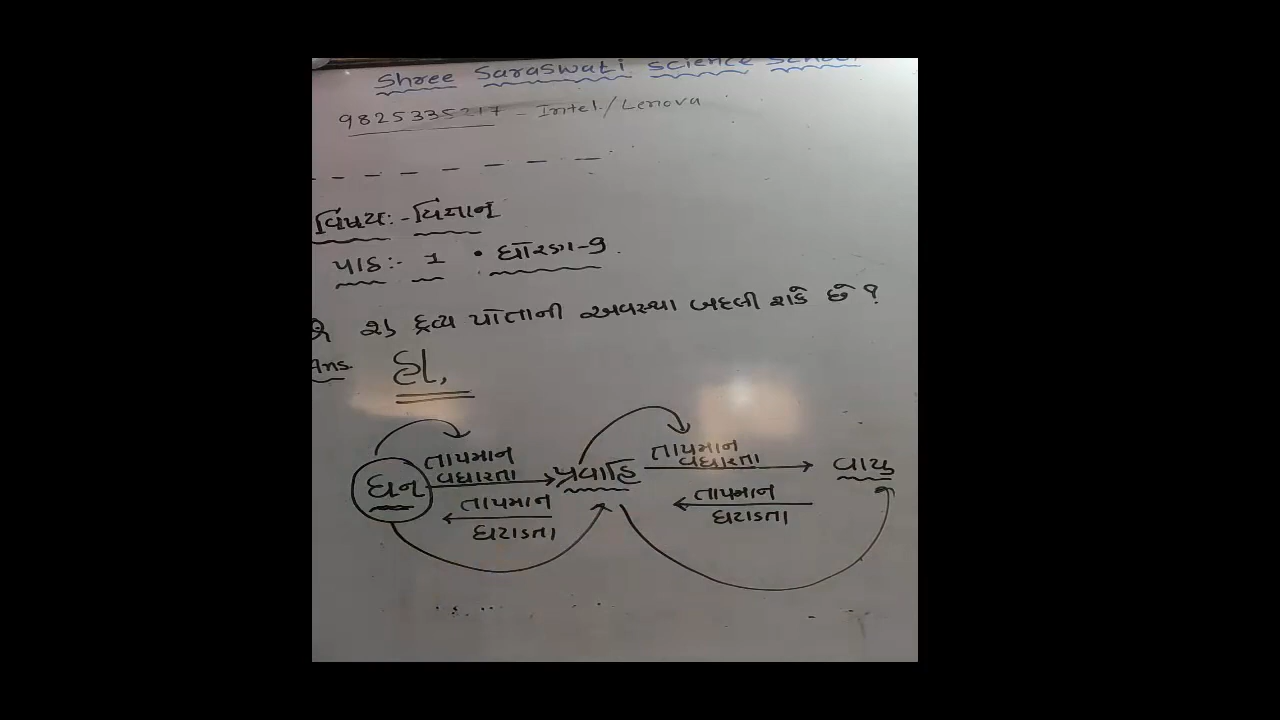 Shree Saraswati Science School
9825335217 - Intel/Lenova
વિષય:- વિજ્ઞાન
પાઠ:- 1 • ધોરણ-9.
શું દ્રવ્ય પોતાની અવસ્થા બદલી શકે છે ?
Ans. હા,
તાપમાન તાપમાન
વધારતા વધારતા
ઘન પ્રવાહિ વાયુ
તાપમાન તાપમાન
ઘટાડતા ઘટાડતા